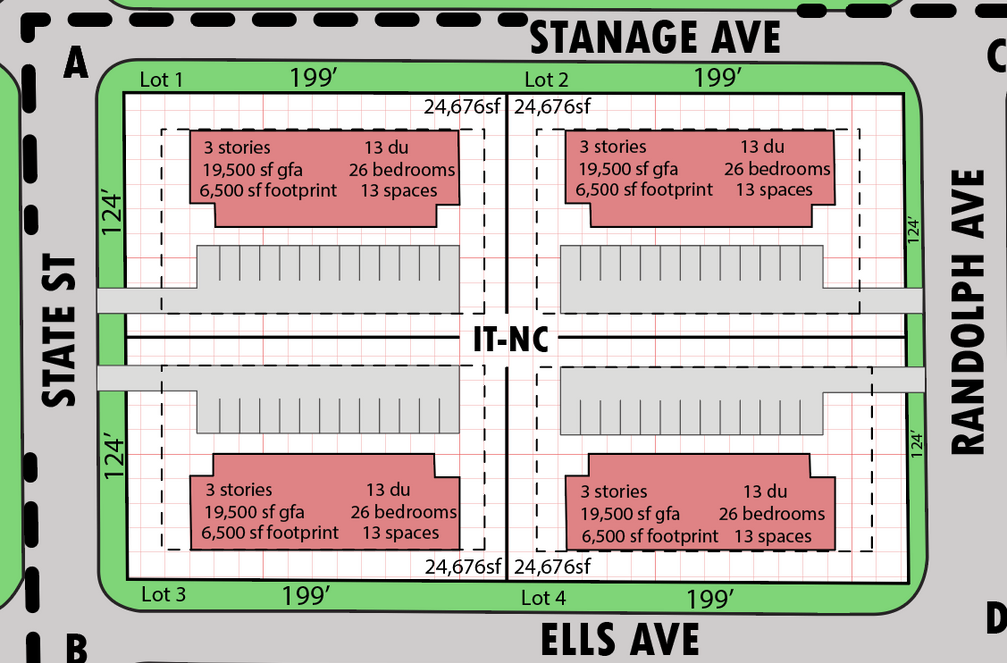 STANAGE AVE
A
C
Lot 1
199’
Lot 2
199’
24,676sf
24,676sf
3 stories
13 du
19,500 sf gfa
26 bedrooms
6,500 sf footprint
13 spaces
3 stories
13 du
19,500 sf gfa
26 bedrooms
6,500 sf footprint
13 spaces
124’
124’
STATE ST
RANDOLPH AVE
IT-NC
124’
124’
3 stories
13 du
19,500 sf gfa
26 bedrooms
6,500 sf footprint
13 spaces
3 stories
13 du
19,500 sf gfa
26 bedrooms
6,500 sf footprint
13 spaces
24,676sf
24,676sf
Lot 3
199’
Lot 4
199’
B
ELLS AVE
D